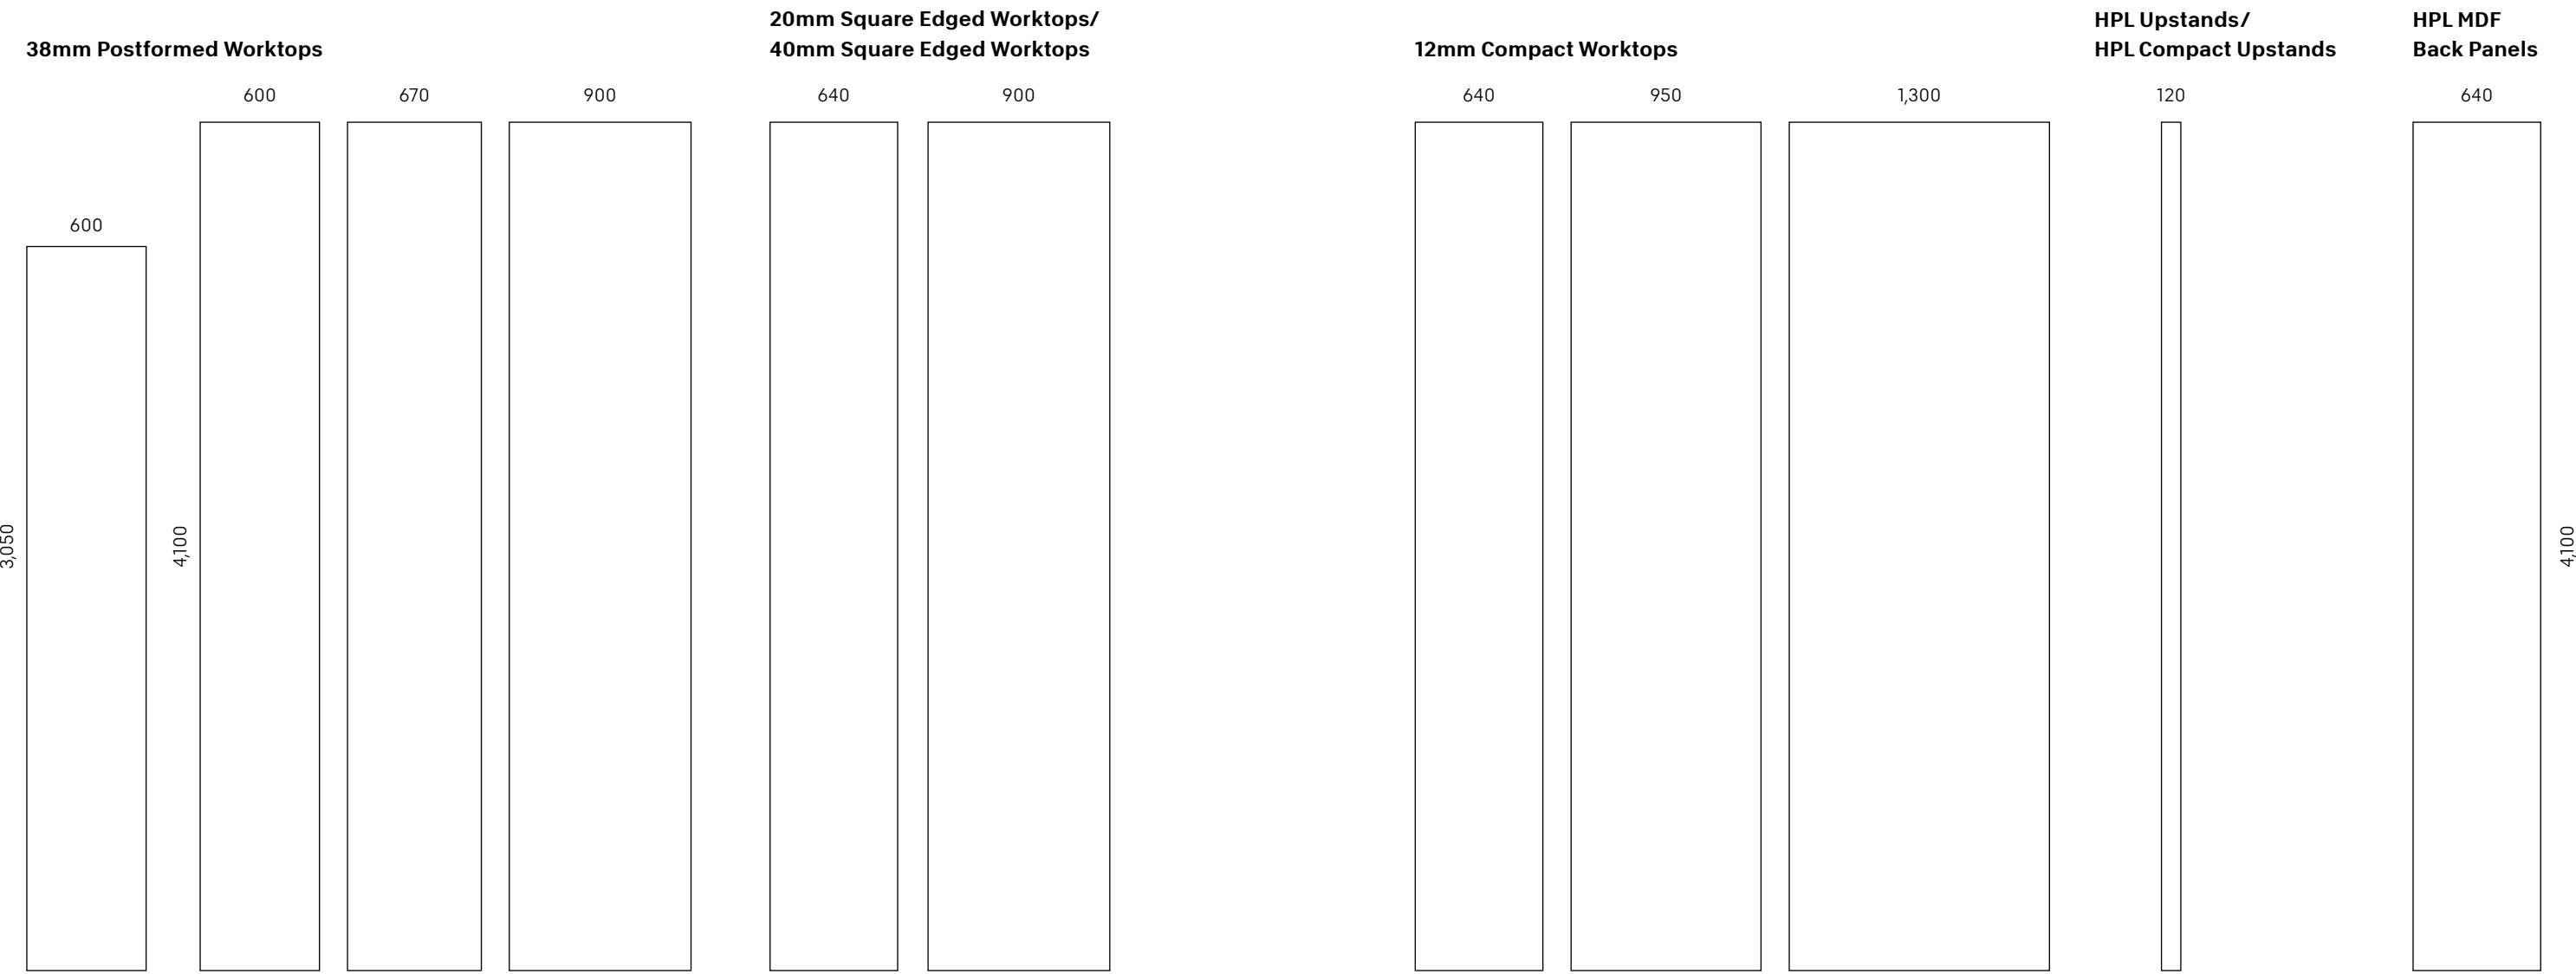 38mm Postformed Worktops
600
3,050
4,100
600
670
900
20mm Square Edged Worktops/
40mm Square Edged Worktops
640
900
12mm Compact Worktops
640
950
1,300
HPL Upstands/
HPL Compact Upstands
120
HPL MDF
Back Panels
640
4,100